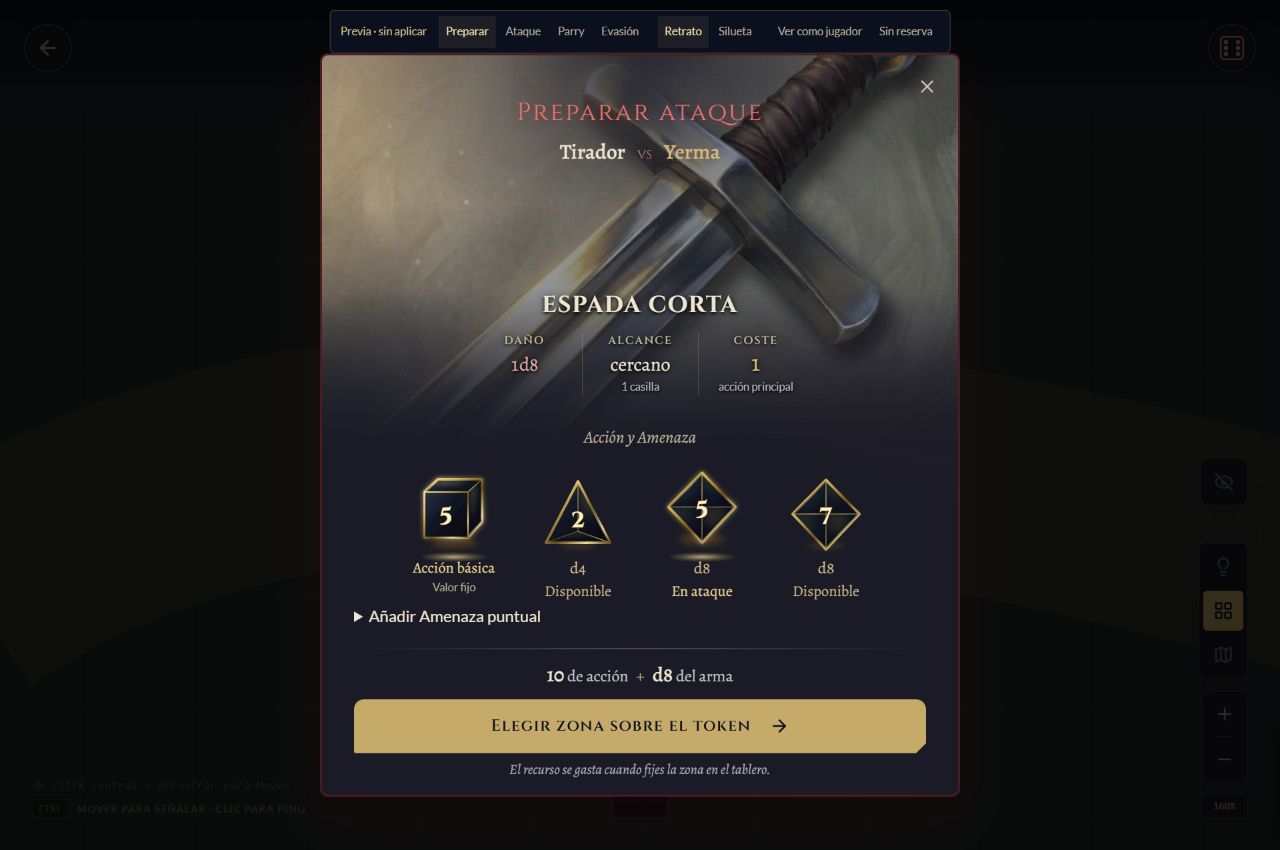 Previa · sin aplicar Preparar Ataque Parry Evasión Retrato Silueta Ver como jugador Sin reserva
Preparar ataque
Tirador vs Yerma
ESPADA CORTA
DAÑO ALCANCE COSTE
1d8 cercano 1
1 casilla acción principal
Acción y Amenaza
5 2 5 7
Acción básica d4 d8 d8
Valor fijo Disponible En ataque Disponible
Añadir Amenaza puntual
10 de acción + d8 del arma
Elegir zona sobre el token
El recurso se gasta cuando fijes la zona en el tablero.
Click central + Arrastrar para Mover
CTRL MOVER PARA SEÑALAR · CLIC PARA PING
160%